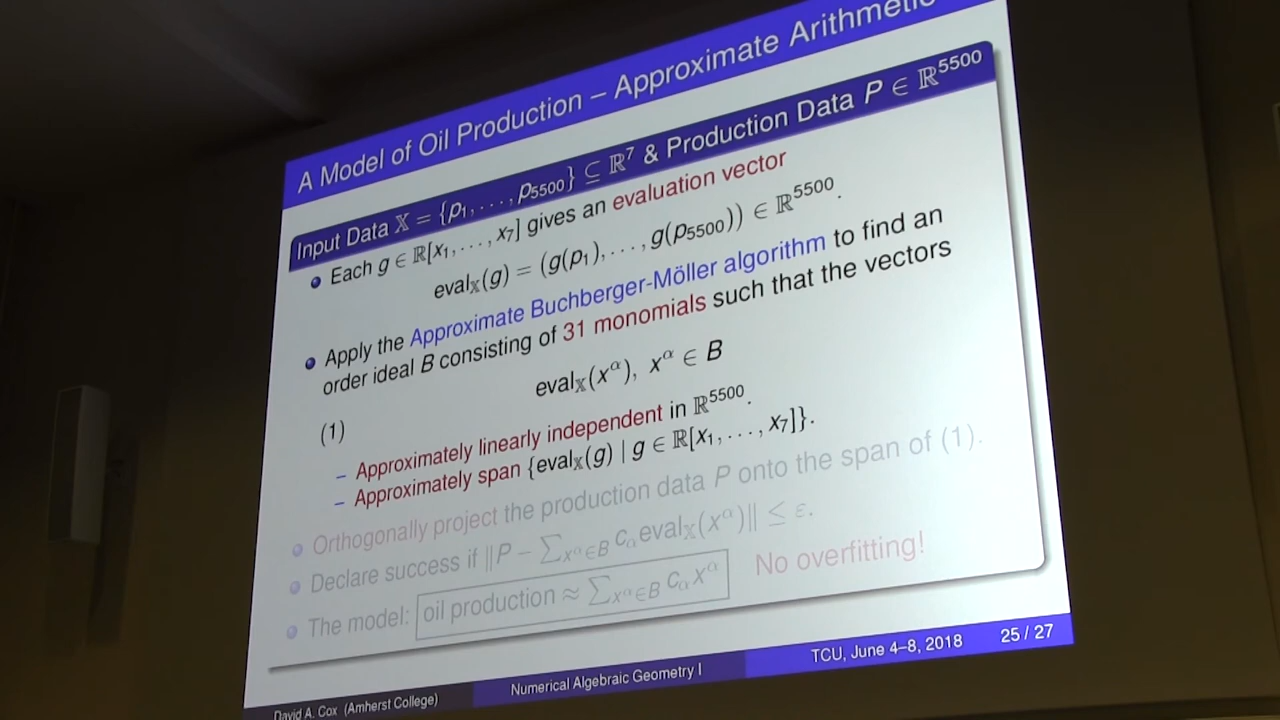 A Model of Oil Production – Approximate Arithmetic
Input Data 𝕏 = {p₁, . . . , p₅₅₀₀} ⊆ ℝ⁷ & Production Data P ∈ ℝ⁵⁵⁰⁰
Each g ∈ ℝ[x₁, . . . , x₇] gives an evaluation vector
eval_𝕏(g) = (g(p₁), . . . , g(p₅₅₀₀)) ∈ ℝ⁵⁵⁰⁰.
Apply the Approximate Buchberger-Möller algorithm to find an
order ideal B consisting of 31 monomials such that the vectors
eval_𝕏(x^α), x^α ∈ B
(1)
– Approximately linearly independent in ℝ⁵⁵⁰⁰.
– Approximately span {eval_𝕏(g) | g ∈ ℝ[x₁, . . . , x₇]}.
Orthogonally project the production data P onto the span of (1).
Declare success if ‖P − ∑_{x^α∈B} c_α eval_𝕏(x^α)‖ ≤ ε.
The model: oil production ≈ ∑_{x^α∈B} c_α x^α No overfitting!
David A. Cox (Amherst College) Numerical Algebraic Geometry I TCU, June 4–8, 2018 25 / 27